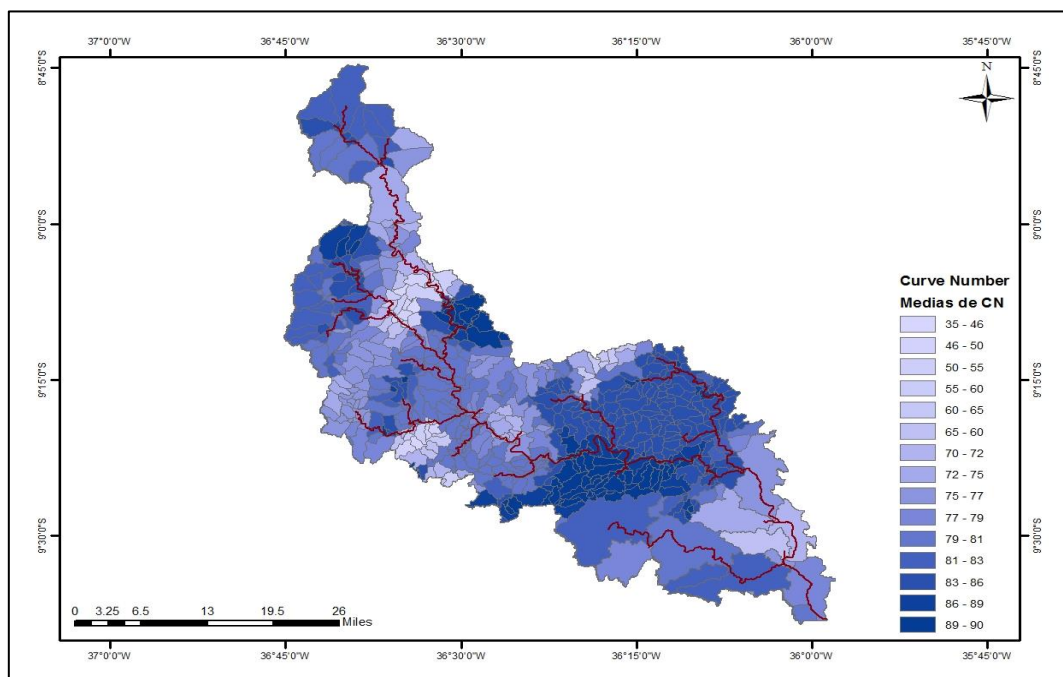 37°0'0"W 36°45'0"W 36°30'0"W 36°15'0"W 36°0'0"W 35°45'0"W
8°45'0"S 8°45'0"S
N
9°0'0"S 9°0'0"S
9°15'0"S 9°15'0"S
9°30'0"S 9°30'0"S
Curve Number
Medias de CN
35 - 46
46 - 50
50 - 55
55 - 60
60 - 65
65 - 60
70 - 72
72 - 75
75 - 77
77 - 79
79 - 81
81 - 83
83 - 86
86 - 89
89 - 90
0 3.25 6.5 13 19.5 26
Miles
37°0'0"W 36°45'0"W 36°30'0"W 36°15'0"W 36°0'0"W 35°45'0"W